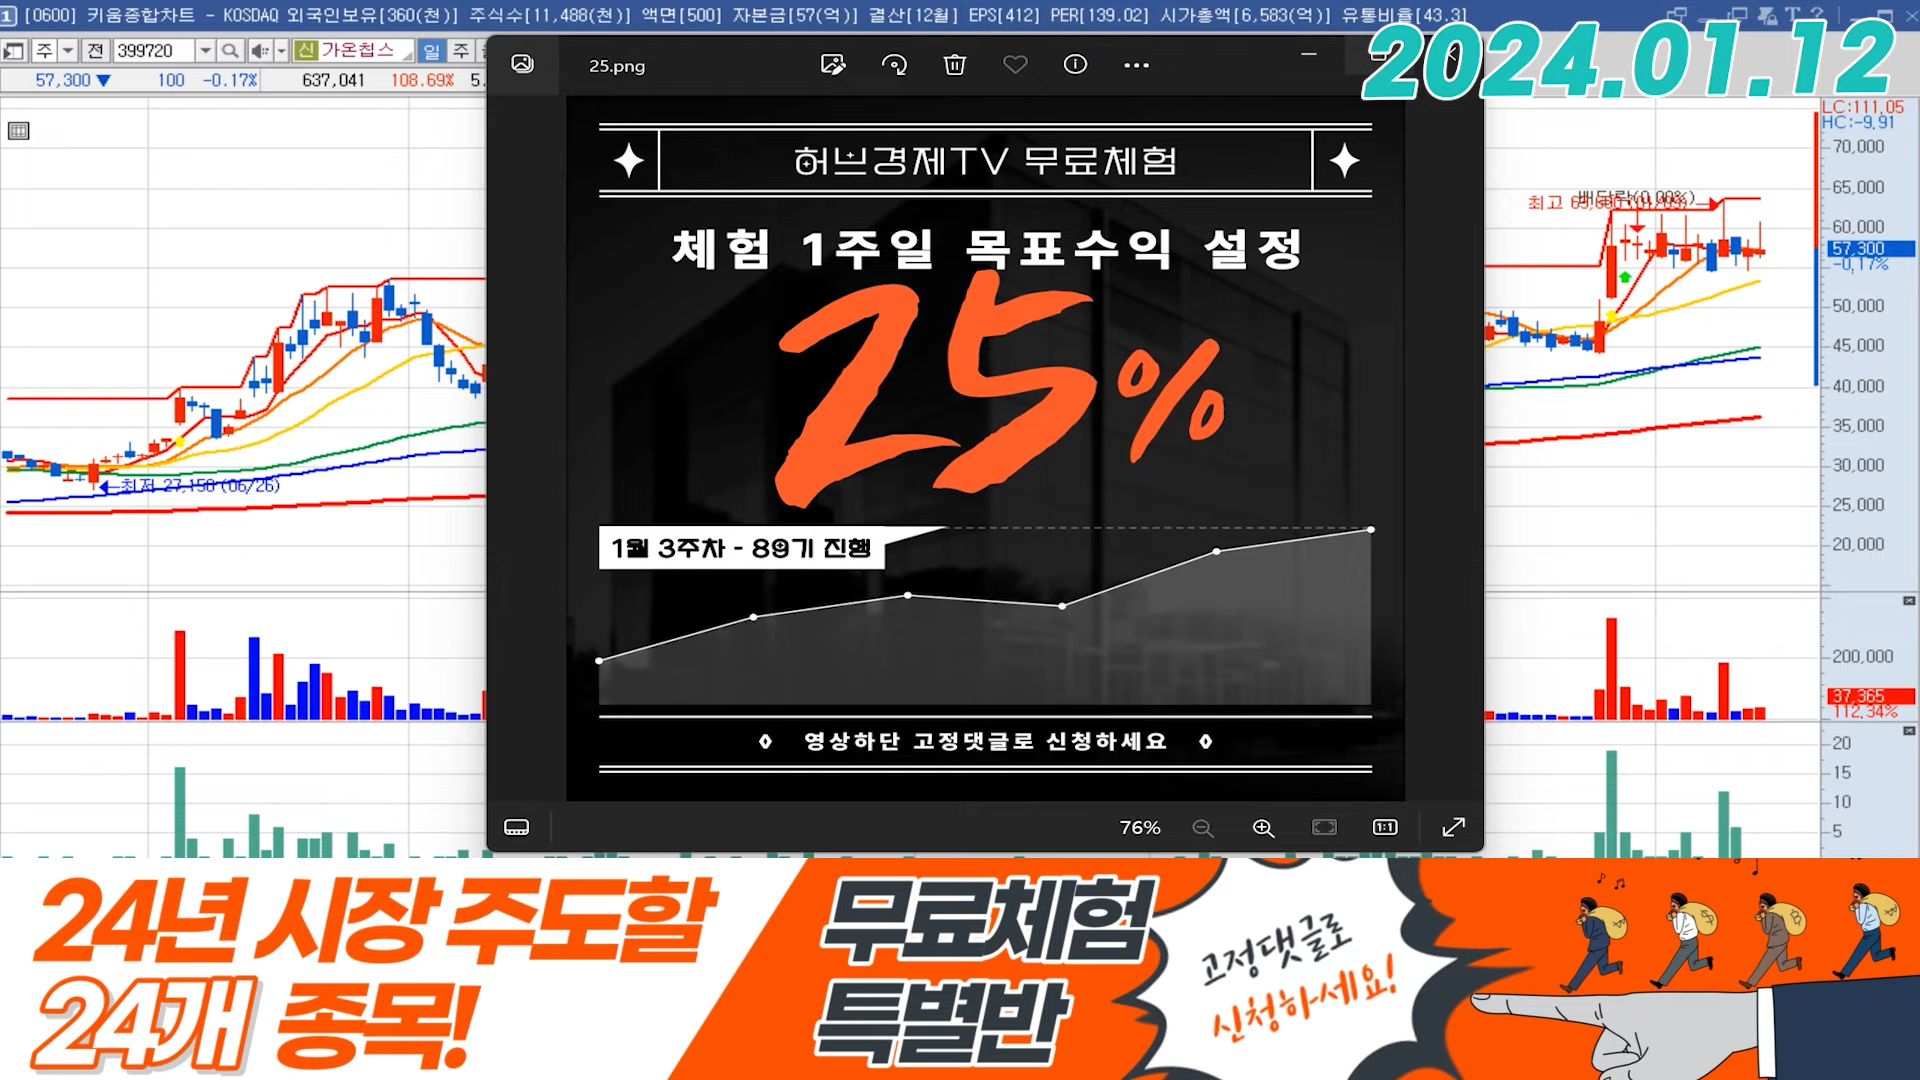 [0600] 키움종합차트 - KOSDAQ 외국인보유[360(천)] 주식수[11,488(천)] 액면[500] 자본금[57(억)] 결산[12월] EPS[412] PER[139.02] 시가총액[6,583(억)] 유통비율[43.3]
2024.01.12
주 전 399720 신 가온칩스 일 주
57,300 ▼ 100 -0.17% 637,041 108.69% 5.
25.png
LC:111.05
HC:-9.91
70,000
65,000
60,000
57,300
-0.17%
50,000
45,000
40,000
35,000
30,000
25,000
20,000
최고
최저 27,150 (06/26)
허브경제TV 무료체험
체험 1주일 목표수익 설정
25%
1월 3주차 - 89기 진행
영상하단 고정댓글로 신청하세요
200,000
37,365
112.34%
20
15
10
5
76%
1:1
24년 시장 주도할
24개 종목!
무료체험
특별반
고정댓글로
신청하세요!